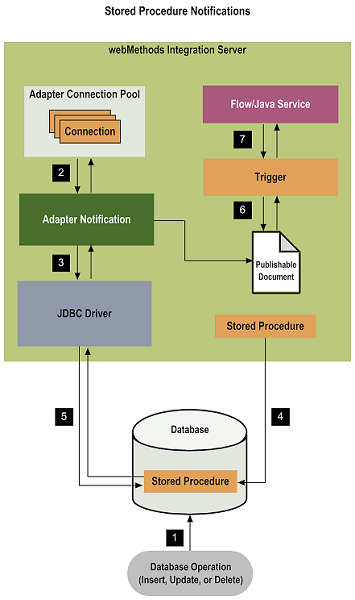 Stored Procedure Notifications
webMethods Integration Server
Adapter Connection Pool
Connection
Flow/Java Service
2
7
Trigger
Adapter Notification
6
3
Publishable
Document
JDBC Driver
Stored Procedure
5
4
Database
Stored Procedure
1
Database Operation
(Insert, Update, or Delete)